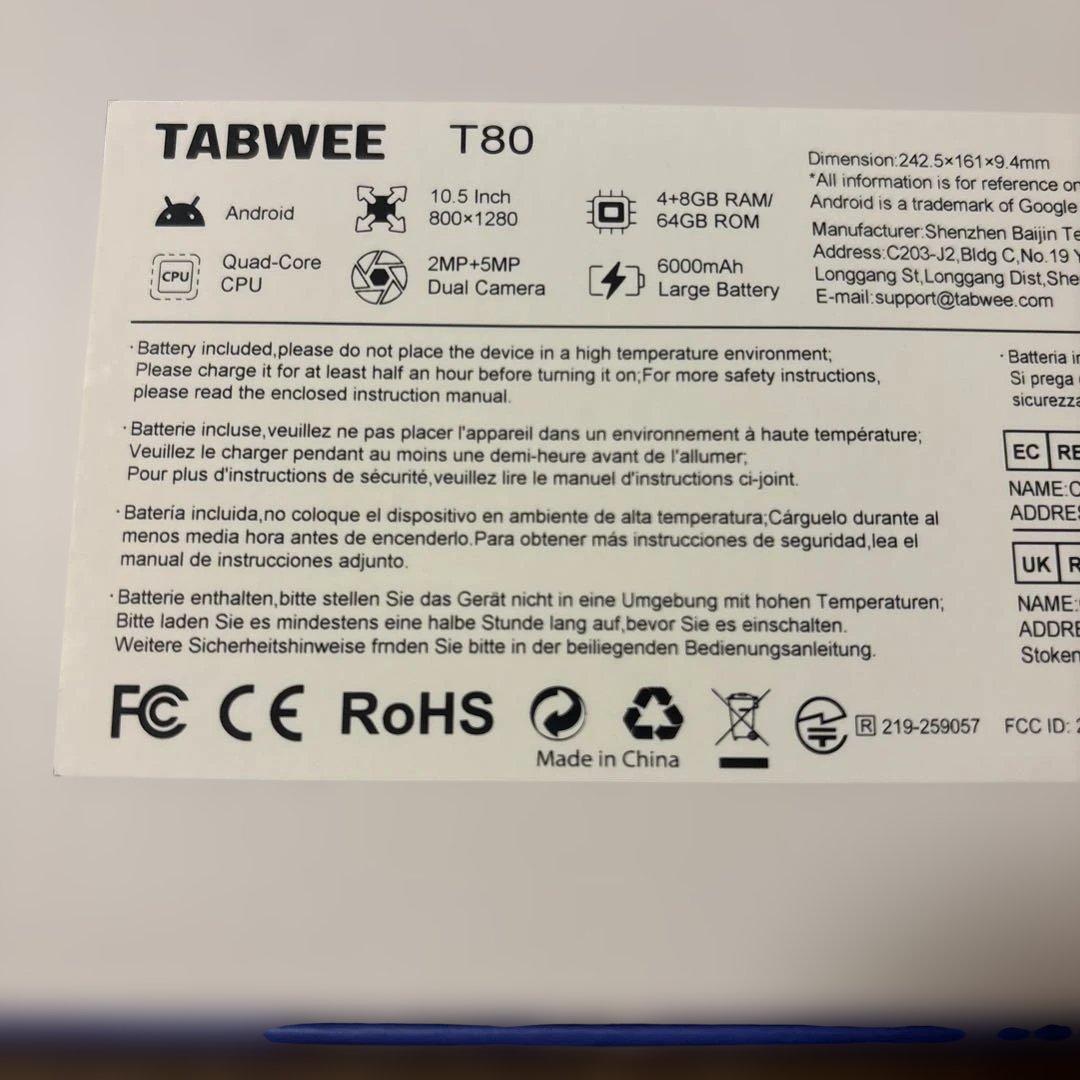 TABWEE T80
Android
10.5 Inch
800×1280
4+8GB RAM/
64GB ROM
CPU
Quad-Core
CPU
2MP+5MP
Dual Camera
6000mAh
Large Battery
Dimension:242.5×161×9.4mm
*All information is for reference
Android is a trademark of Google
Manufacturer:Shenzhen Baijin
Address:C203-J2,Bldg C,No.19
Longgang St,Longgang Dist,
E-mail:support@tabwee.com
·Battery included,please do not place the device in a high temperature environment;
Please charge it for at least half an hour before turning it on;For more safety instructions,
please read the enclosed instruction manual.
·Batterie incluse,veuillez ne pas placer l'appareil dans un environnement à haute température;
Veuillez le charger pendant au moins une demi-heure avant de l'allumer;
Pour plus d'instructions de sécurité,veuillez lire le manuel d'instructions ci-joint.
·Batería incluida,no coloque el dispositivo en ambiente de alta temperatura;Cárguelo durante al
menos media hora antes de encenderlo.Para obtener más instrucciones de seguridad,lea el
manual de instrucciones adjunto.
·Batterie enthalten,bitte stellen Sie das Gerät nicht in eine Umgebung mit hohen Temperaturen;
Bitte laden Sie es mindestens eine halbe Stunde lang auf,bevor Sie es einschalten.
Weitere Sicherheitshinweise frnden Sie bitte in der beiliegenden Bedienungsanleitung.
·Batteria
Si prega
EC
NAME:
UK
NAME:
FC CE RoHS
Made in China
R 219-259057
FCC ID: